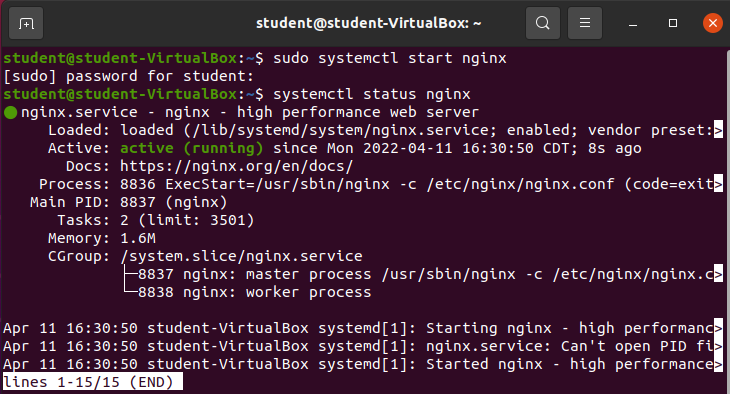 student@student-VirtualBox: ~
student@student-VirtualBox:~$ sudo systemctl start nginx
[sudo] password for student:
student@student-VirtualBox:~$ systemctl status nginx
● nginx.service - nginx - high performance web server
     Loaded: loaded (/lib/systemd/system/nginx.service; enabled; vendor preset:>
     Active: active (running) since Mon 2022-04-11 16:30:50 CDT; 8s ago
       Docs: https://nginx.org/en/docs/
    Process: 8836 ExecStart=/usr/sbin/nginx -c /etc/nginx/nginx.conf (code=exit>
   Main PID: 8837 (nginx)
      Tasks: 2 (limit: 3501)
     Memory: 1.6M
     CGroup: /system.slice/nginx.service
             ├─8837 nginx: master process /usr/sbin/nginx -c /etc/nginx/nginx.c>
             └─8838 nginx: worker process
Apr 11 16:30:50 student-VirtualBox systemd[1]: Starting nginx - high performanc>
Apr 11 16:30:50 student-VirtualBox systemd[1]: nginx.service: Can't open PID fi>
Apr 11 16:30:50 student-VirtualBox systemd[1]: Started nginx - high performance>
lines 1-15/15 (END)